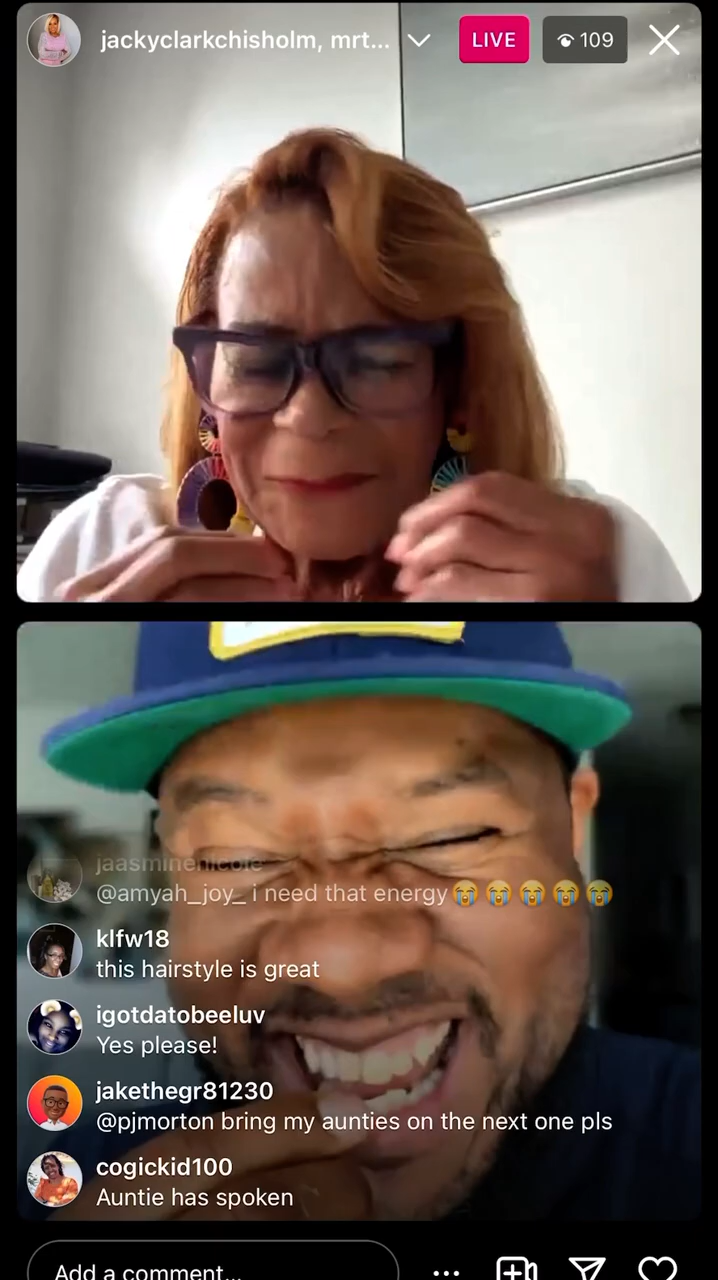 jackyclarkchisholm, mrt...
LIVE
109
jaasminenicole
@amyah_joy_ i need that energy😭😭😭😭😭
klfw18
this hairstyle is great
igotdatobeeluv
Yes please!
jakethegr81230
@pjmorton bring my aunties on the next one pls
cogickid100
Auntie has spoken
Add a comment...